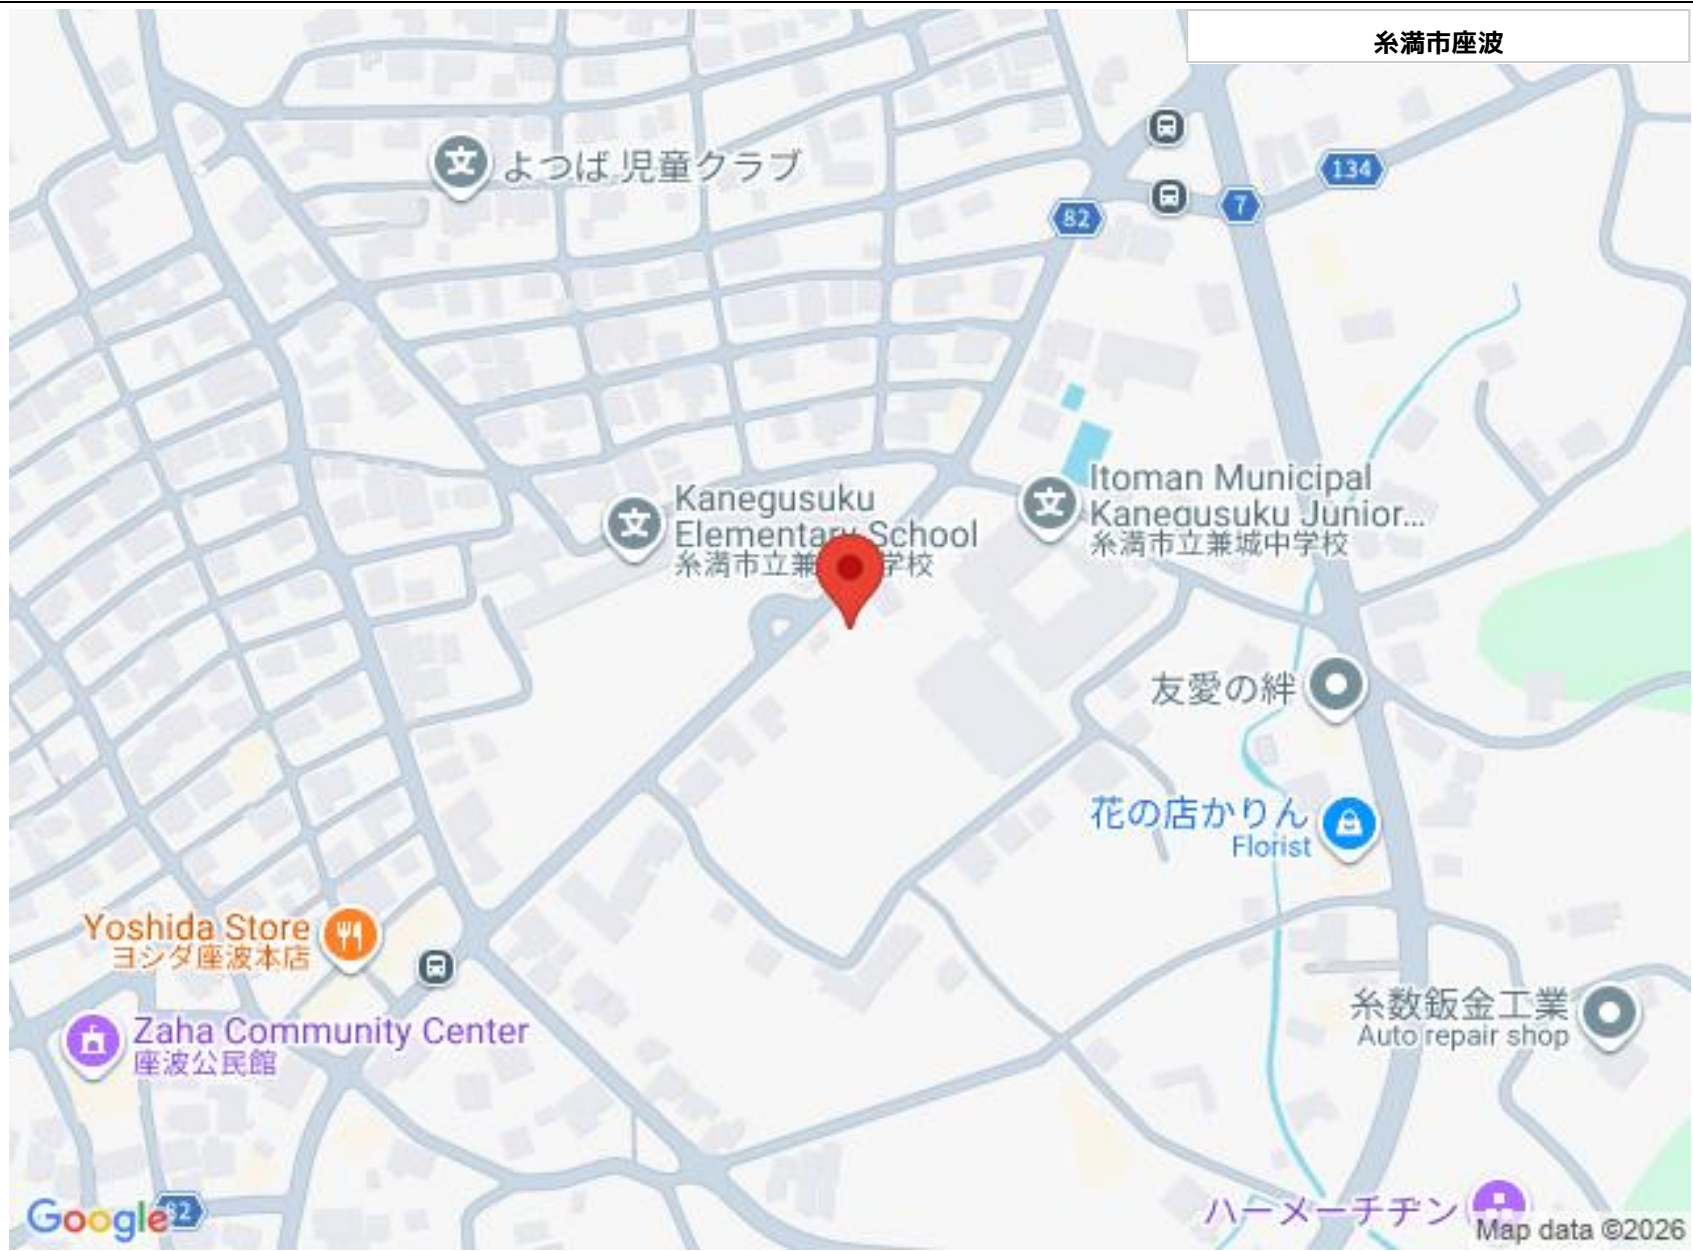 糸満市座波
よつば 児童クラブ
134
82
7
Kanegusuku
Elementary School
糸満市立兼
学校
Itoman Municipal
Kanegusuku Junior...
糸満市立兼城中学校
友愛の絆
花の店かりん
Florist
Yoshida Store
ヨシダ座波本店
Zaha Community Center
座波公民館
糸数鈑金工業
Auto repair shop
ハーメーチヂン
Google
82
Map data ©2026